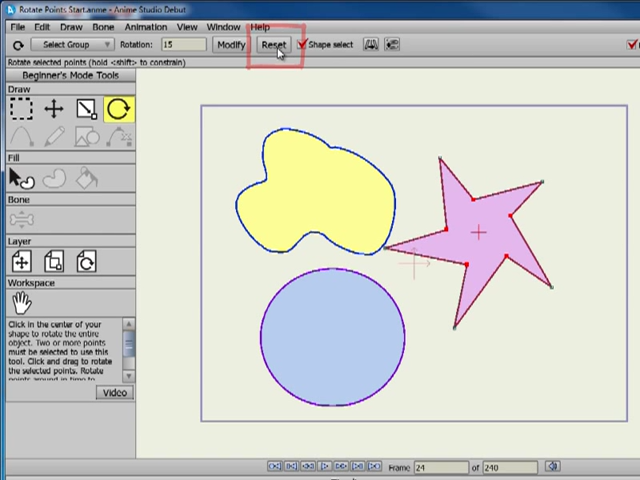 Rotate Points Start.anme - Anime Studio Debut
File Edit Draw Bone Animation View Window Help
Select Group Rotation: 15 Modify Reset Shape select
Rotate selected points (hold <shift> to constrain)
Beginner's Mode Tools
Draw
Fill
Bone
Layer
Workspace
Click in the center of your
shape to rotate the entire
object. Two or more points
must be selected to use this
tool. Click and drag to rotate
the selected points. Rotate
Video
Frame 24 of 240